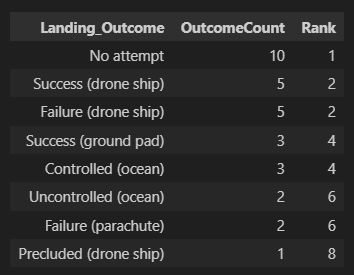 Landing_Outcome OutcomeCount Rank
No attempt 10 1
Success (drone ship) 5 2
Failure (drone ship) 5 2
Success (ground pad) 3 4
Controlled (ocean) 3 4
Uncontrolled (ocean) 2 6
Failure (parachute) 2 6
Precluded (drone ship) 1 8